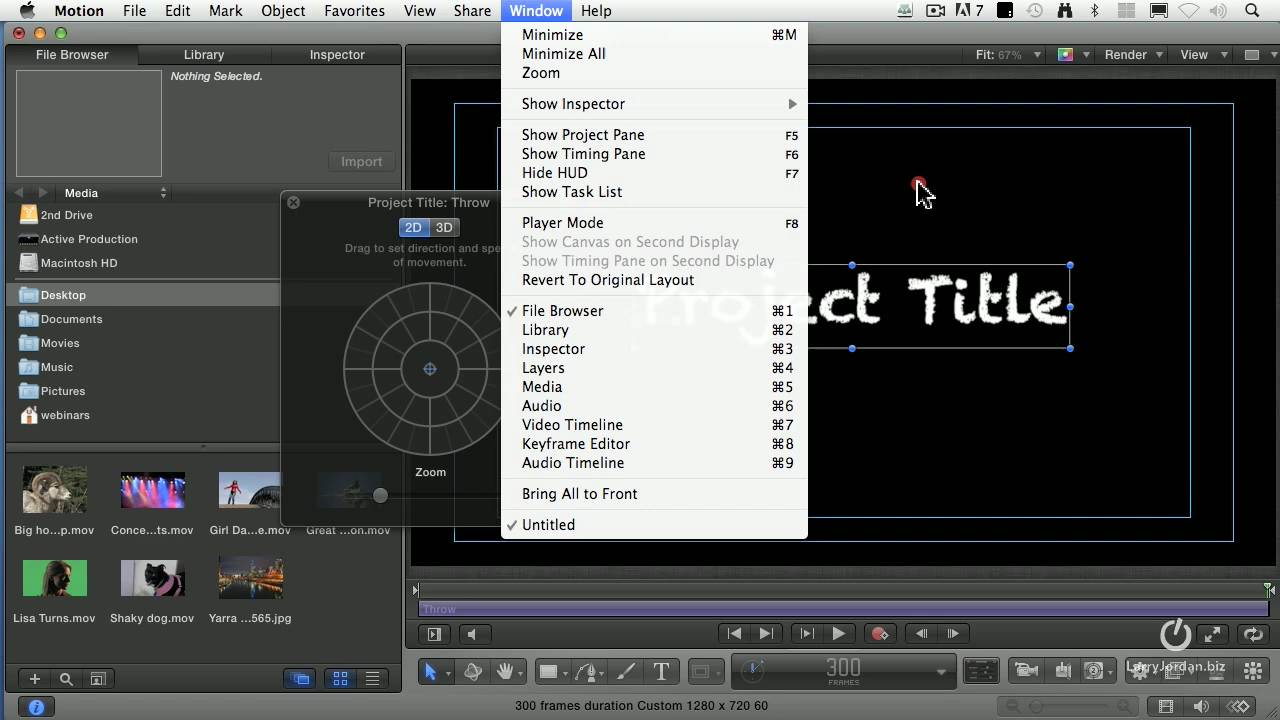 Motion File Edit Mark Object Favorites View Share Window Help 7
File Browser Library Inspector Fit: 67% Render View
Nothing Selected.
Import
Media
2nd Drive
Active Production
Macintosh HD
Desktop
Documents
Movies
Music
Pictures
webinars
Big ho...p.mov Conce...ts.mov Girl Da...e.mov Great ...on.mov
Lisa Turns.mov Shaky dog.mov Yarra ...565.jpg
Project Title: Throw
2D 3D
Drag to set direction and spe
of movement.
Zoom
Minimize ⌘M
Minimize All
Zoom
Show Inspector
Show Project Pane F5
Show Timing Pane F6
Hide HUD F7
Show Task List
Player Mode F8
Show Canvas on Second Display
Show Timing Pane on Second Display
Revert To Original Layout
✓ File Browser ⌘1
Library ⌘2
Inspector ⌘3
Layers ⌘4
Media ⌘5
Audio ⌘6
Video Timeline ⌘7
Keyframe Editor ⌘8
Audio Timeline ⌘9
Bring All to Front
✓ Untitled
Project Title
Throw
T
300
FRAMES
LarryJordan.biz
300 frames duration Custom 1280 x 720 60